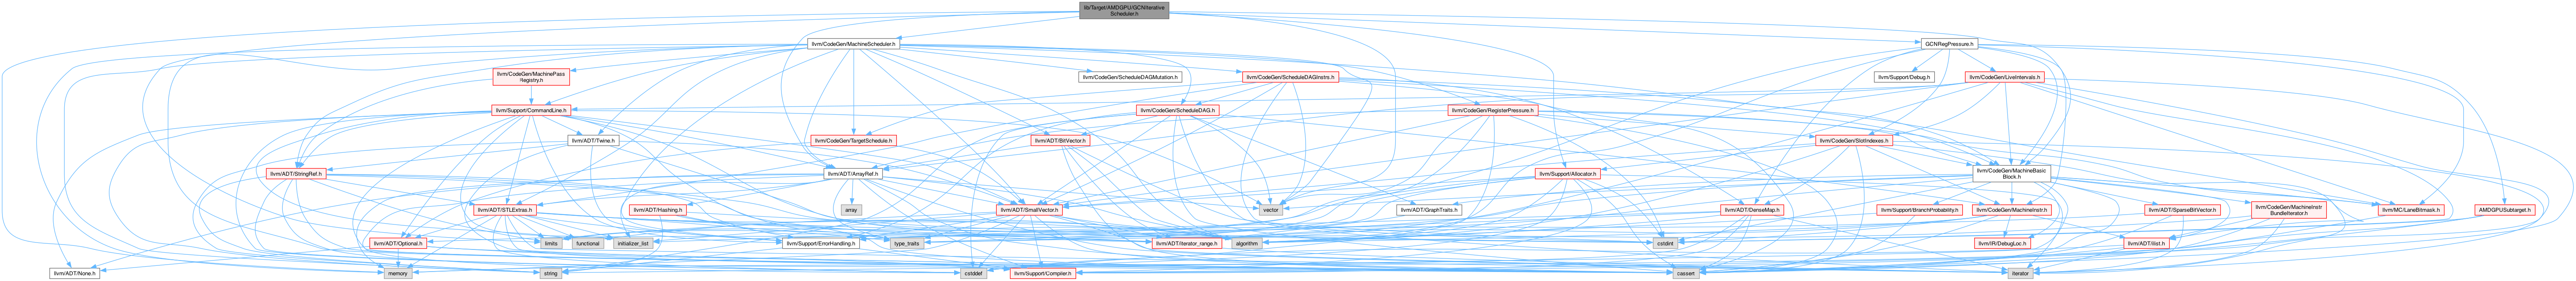 lib/Target/AMDGPU/GCNIterative
Scheduler.h
llvm/CodeGen/MachineScheduler.h
GCNRegPressure.h
llvm/CodeGen/MachinePass
Registry.h
llvm/CodeGen/ScheduleDAGMutation.h
llvm/CodeGen/ScheduleDAGInstrs.h
llvm/Support/Debug.h
llvm/CodeGen/LiveIntervals.h
llvm/Support/CommandLine.h
llvm/CodeGen/ScheduleDAG.h
llvm/CodeGen/RegisterPressure.h
llvm/ADT/Twine.h
llvm/CodeGen/TargetSchedule.h
llvm/ADT/BitVector.h
llvm/CodeGen/SlotIndexes.h
llvm/ADT/StringRef.h
llvm/ADT/ArrayRef.h
llvm/Support/Allocator.h
llvm/CodeGen/MachineBasic
Block.h
llvm/ADT/STLExtras.h
llvm/ADT/Hashing.h
array
llvm/ADT/SmallVector.h
vector
llvm/ADT/GraphTraits.h
llvm/ADT/DenseMap.h
llvm/Support/BranchProbability.h
llvm/CodeGen/MachineInstr.h
llvm/ADT/SparseBitVector.h
llvm/CodeGen/MachineInstr
BundleIterator.h
llvm/MC/LaneBitmask.h
AMDGPUSubtarget.h
llvm/ADT/Optional.h
limits
functional
initializer_list
llvm/Support/ErrorHandling.h
type_traits
llvm/ADT/iterator_range.h
algorithm
cstdint
llvm/IR/DebugLoc.h
llvm/ADT/ilist.h
llvm/ADT/None.h
memory
string
cstddef
llvm/Support/Compiler.h
cassert
iterator